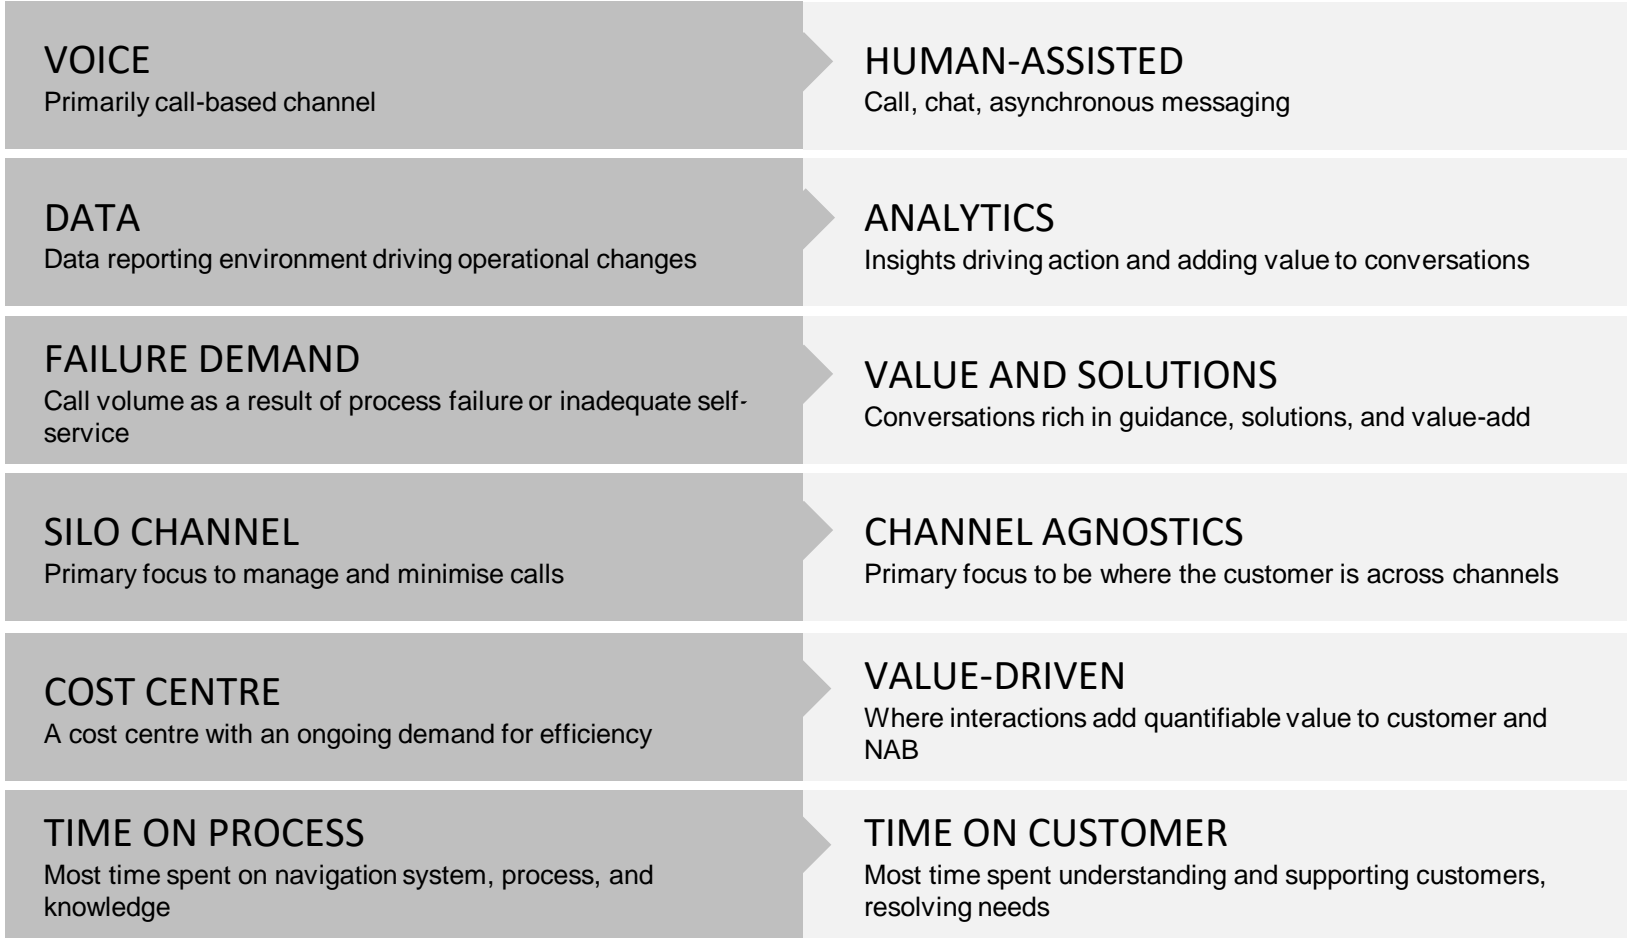 VOICE
Primarily call-based channel
HUMAN-ASSISTED
Call, chat, asynchronous messaging
DATA
Data reporting environment driving operational changes
ANALYTICS
Insights driving action and adding value to conversations
FAILURE DEMAND
Call volume as a result of process failure or inadequate self-
service
VALUE AND SOLUTIONS
Conversations rich in guidance, solutions, and value-add
SILO CHANNEL
Primary focus to manage and minimise calls
CHANNEL AGNOSTICS
Primary focus to be where the customer is across channels
COST CENTRE
A cost centre with an ongoing demand for efficiency
VALUE-DRIVEN
Where interactions add quantifiable value to customer and
NAB
TIME ON PROCESS
Most time spent on navigation system, process, and
knowledge
TIME ON CUSTOMER
Most time spent understanding and supporting customers,
resolving needs